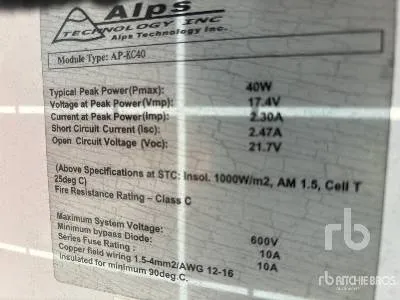 Alps
TECHNOLOGY INC
Alps Technology Inc.
Module Type: AP-KC40
Typical Peak Power(Pmax): 40W
Voltage at Peak Power(Vmp): 17.4V
Current at Peak Power(Imp): 2.30A
Short Circuit Current (Isc): 2.47A
Open Circuit Voltage (Voc): 21.7V
(Above Specifications at STC: Insol. 1000W/m2, AM 1.5, Cell T
25deg C)
Fire Resistance Rating – Class C
Maximum System Voltage: 600V
Minimum bypass Diode: 10A
Series Fuse Rating : 10A
Copper field wiring 1.5-4mm2/AWG 12-16
Insulated for minimum 90deg.C.
rb
RITCHIE BROS